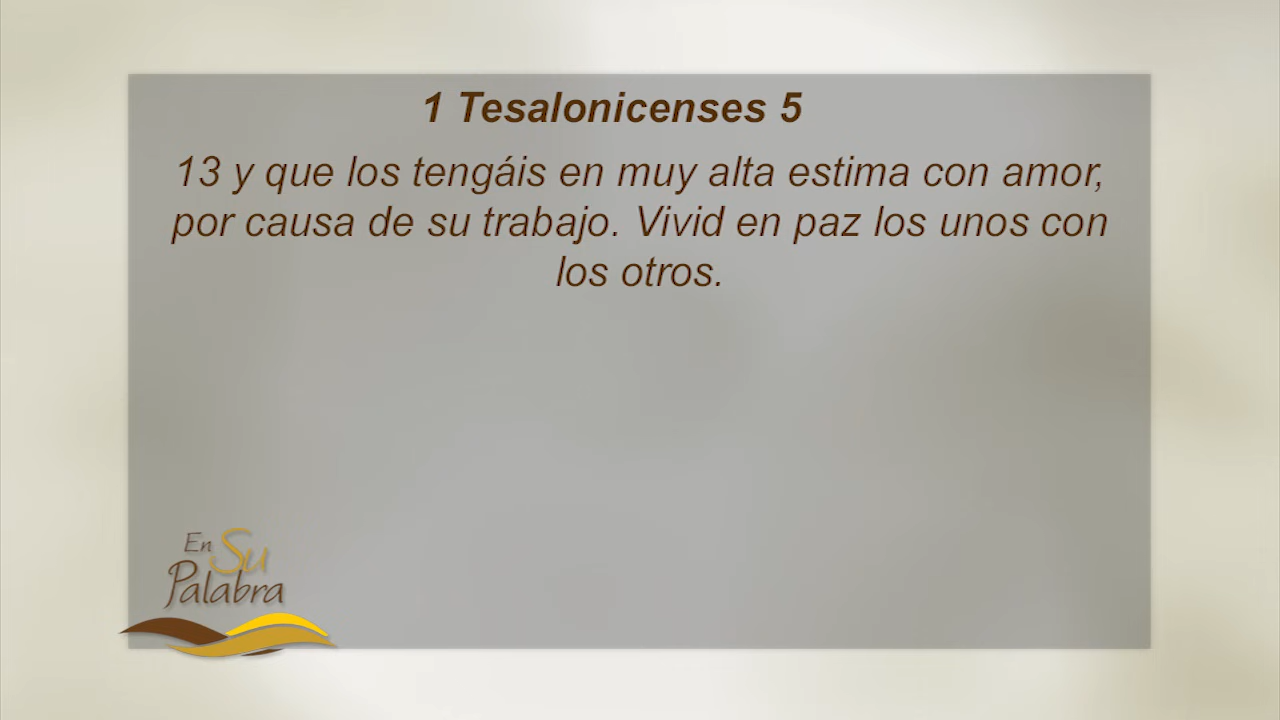 1 Tesalonicenses 5
13 y que los tengáis en muy alta estima con amor,
por causa de su trabajo. Vivid en paz los unos con
los otros.
En Su
Palabra